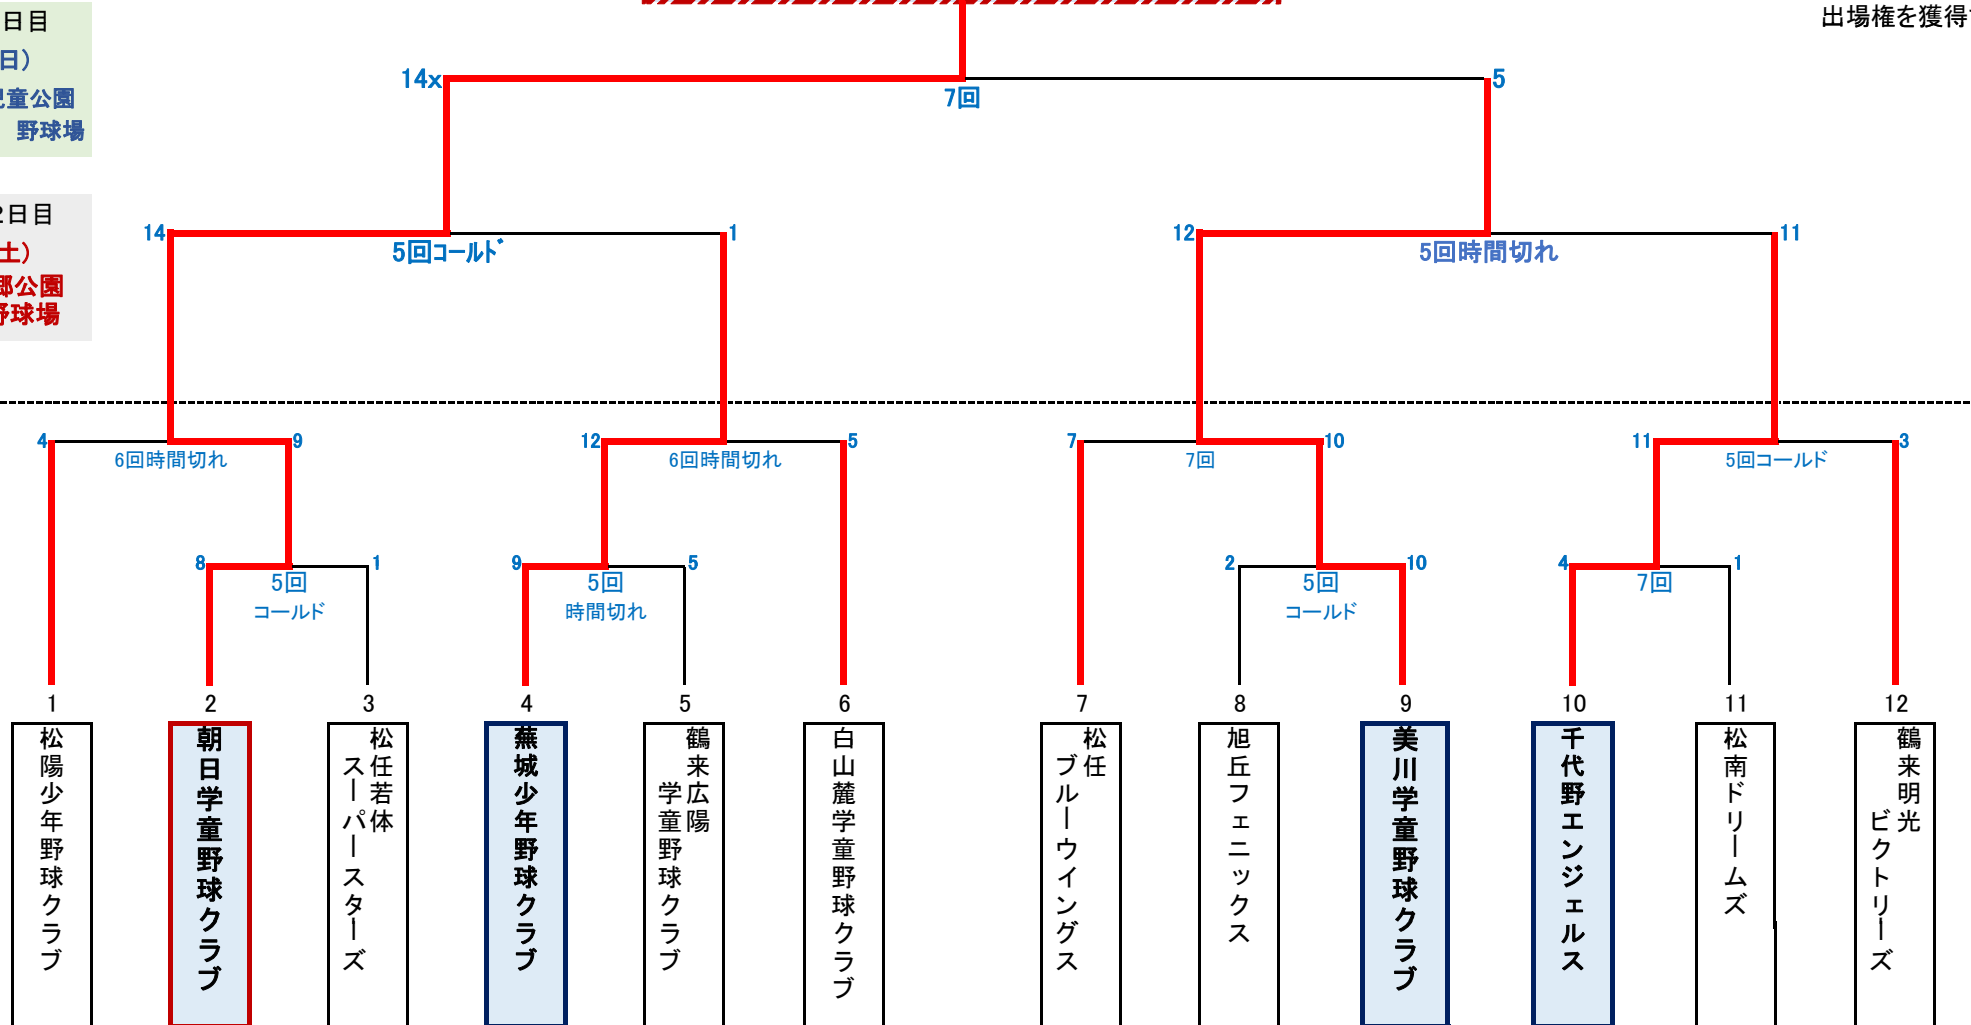 日目
日）
児童公園
野球場
出場権を獲得
14x
5
7回
2日目
土）
郷公園
野球場
14
1
5回ｺｰﾙﾄﾞ
12
11
5回時間切れ
4
9
6回時間切れ
12
5
6回時間切れ
7
10
7回
11
3
5回コールド
8
1
5回
コールド
9
5
5回
時間切れ
2
10
5回
コールド
4
1
7回
1
2
3
4
5
6
7
8
9
10
11
12
松陽少年野球クラブ
朝日学童野球クラブ
松任若体
スーパースターズ
蕪城少年野球クラブ
鶴来広陽
学童野球クラブ
白山麓学童野球クラブ
松任
ブルーウイングス
旭丘フェニックス
美川学童野球クラブ
千代野エンジェルス
松南ドリームズ
鶴来明光
ビクトリーズ